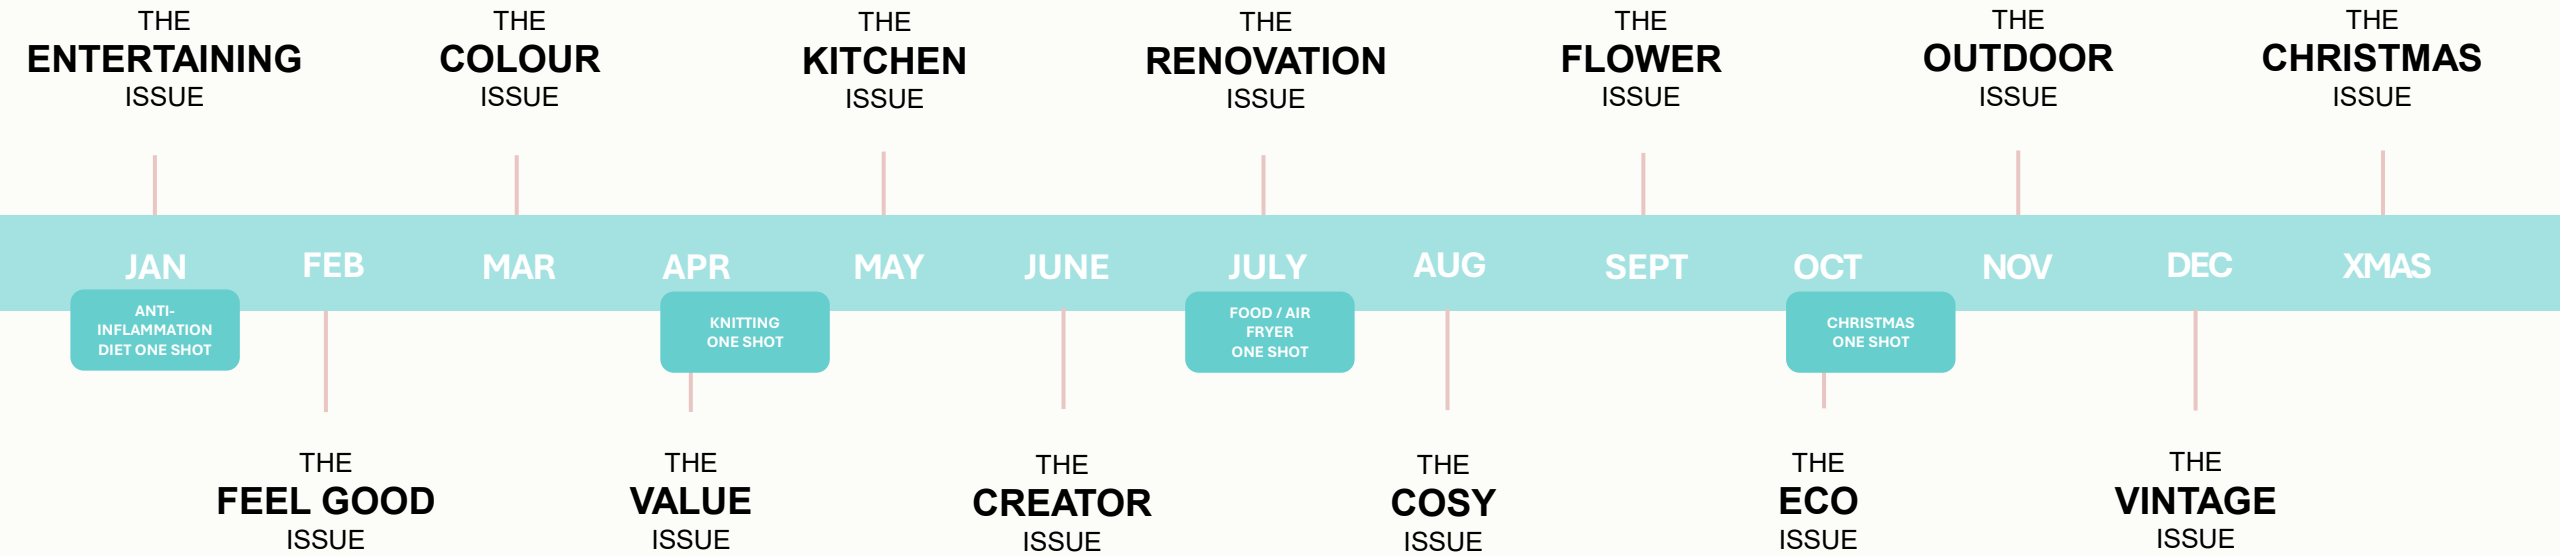 THE
ENTERTAINING
ISSUE
THE
COLOUR
ISSUE
THE
KITCHEN
ISSUE
THE
RENOVATION
ISSUE
THE
FLOWER
ISSUE
THE
OUTDOOR
ISSUE
THE
CHRISTMAS
ISSUE
JAN
FEB
MAR
APR
MAY
JUNE
JULY
AUG
SEPT
OCT
NOV
DEC
XMAS
ANTI-
INFLAMMATION
DIET ONE SHOT
KNITTING
ONE SHOT
FOOD / AIR
FRYER
ONE SHOT
CHRISTMAS
ONE SHOT
THE
FEEL GOOD
ISSUE
THE
VALUE
ISSUE
THE
CREATOR
ISSUE
THE
COSY
ISSUE
THE
ECO
ISSUE
THE
VINTAGE
ISSUE